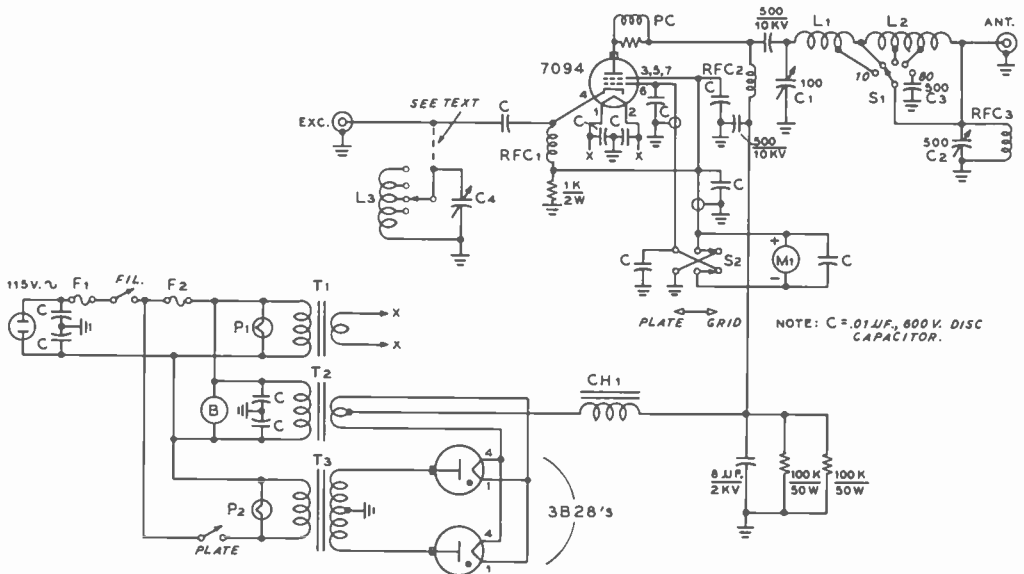 500
10KV
PC
L1
L2
ANT.
7094
3,5,7
6
4
1
2
C
C
C
C
RFC2
100
C1
10
80
S1
500
C3
RFC3
500
C2
500
10KV
SEE TEXT
EXC.
C
RFC1
X
X
1K
2W
C
L3
C4
C
S2
+
M1
-
C
PLATE
GRID
NOTE: C = .01 UF., 600 V. DISC
CAPACITOR.
115V. ~
F1
FIL.
F2
C
C
P1
T1
X
X
T2
B
C
C
CH1
T3
P2
PLATE
4
1
4
1
3B28'S
8 UF.
2KV
100K
50W
100K
50W